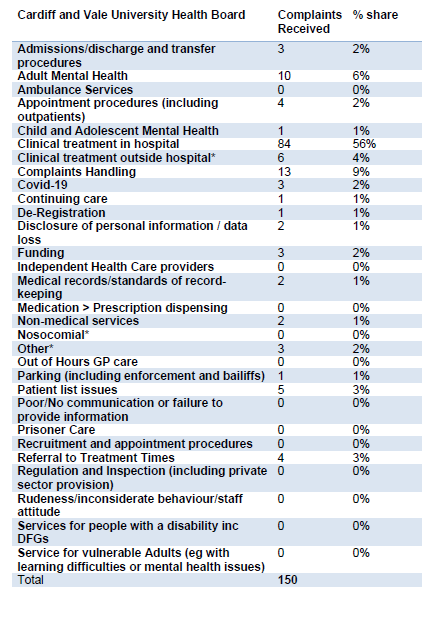 Cardiff and Vale University Health Board Complaints Received % share
Admissions/discharge and transfer procedures 3 2%
Adult Mental Health 10 6%
Ambulance Services 0 0%
Appointment procedures (including outpatients) 4 2%
Child and Adolescent Mental Health 1 1%
Clinical treatment in hospital 84 56%
Clinical treatment outside hospital* 6 4%
Complaints Handling 13 9%
Covid-19 3 2%
Continuing care 1 1%
De-Registration 1 1%
Disclosure of personal information / data loss 2 1%
Funding 3 2%
Independent Health Care providers 0 0%
Medical records/standards of record-keeping 2 1%
Medication > Prescription dispensing 0 0%
Non-medical services 2 1%
Nosocomial* 0 0%
Other* 3 2%
Out of Hours GP care 0 0%
Parking (including enforcement and bailiffs) 1 1%
Patient list issues 5 3%
Poor/No communication or failure to provide information 0 0%
Prisoner Care 0 0%
Recruitment and appointment procedures 0 0%
Referral to Treatment Times 4 3%
Regulation and Inspection (including private sector provision) 0 0%
Rudeness/inconsiderate behaviour/staff attitude 0 0%
Services for people with a disability inc DFGs 0 0%
Service for vulnerable Adults (eg with learning difficulties or mental health issues) 0 0%
Total 150